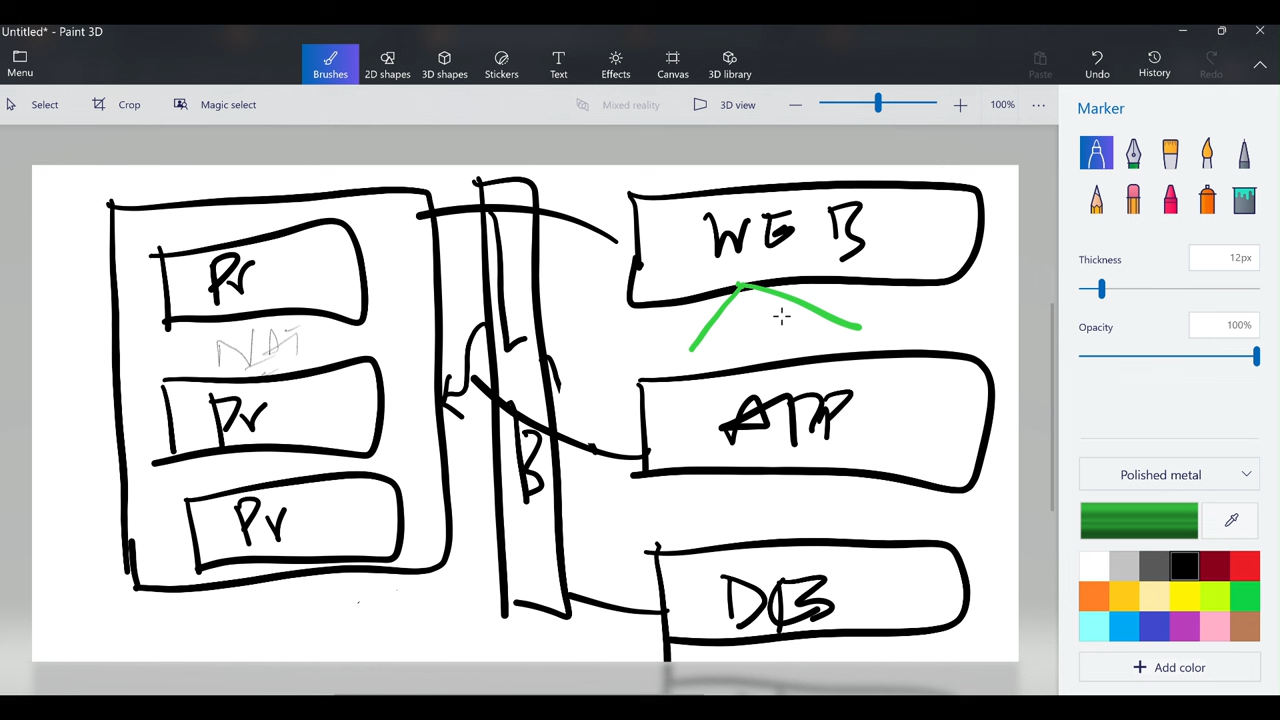 Untitled* - Paint 3D
Menu
Brushes
2D shapes
3D shapes
Stickers
Text
Effects
Canvas
3D library
Paste
Undo
History
Redo
Select
Crop
Magic select
Mixed reality
3D view
100%
Marker
Thickness
12px
Opacity
100%
Polished metal
Add color
Pr
NAT
Pr
Pr
L
B
WEB
APP
DB